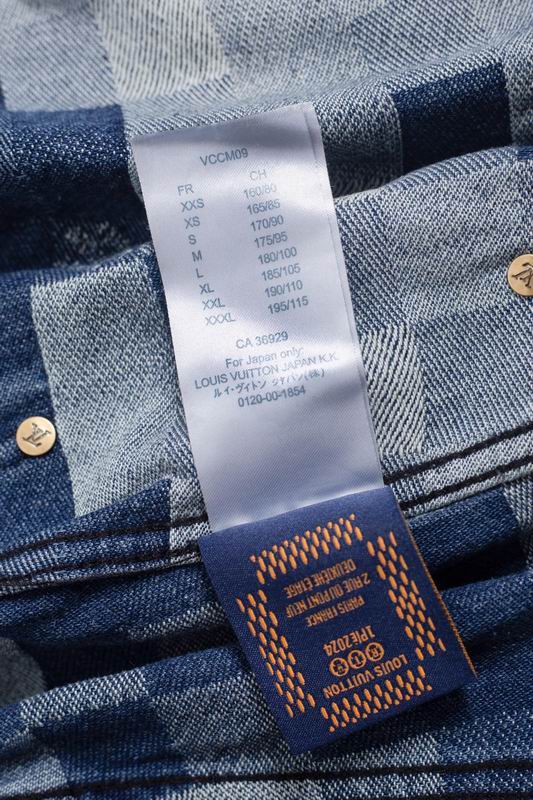 VCCM09
FR CH
XXS 160/80
XS 165/85
S 170/90
M 175/95
L 180/100
XL 185/105
XXL 190/110
XXXL 195/115
CA 36929
For Japan only:
LOUIS VUITTON JAPAN K.K.
ルイ・ヴィトン ジャパン(株)
0120-00-1854
LOUIS VUITTON
1PIE2024
2 RUE DU PONT NEUF
PARIS FRANCE
DEUXIEME ETAGE